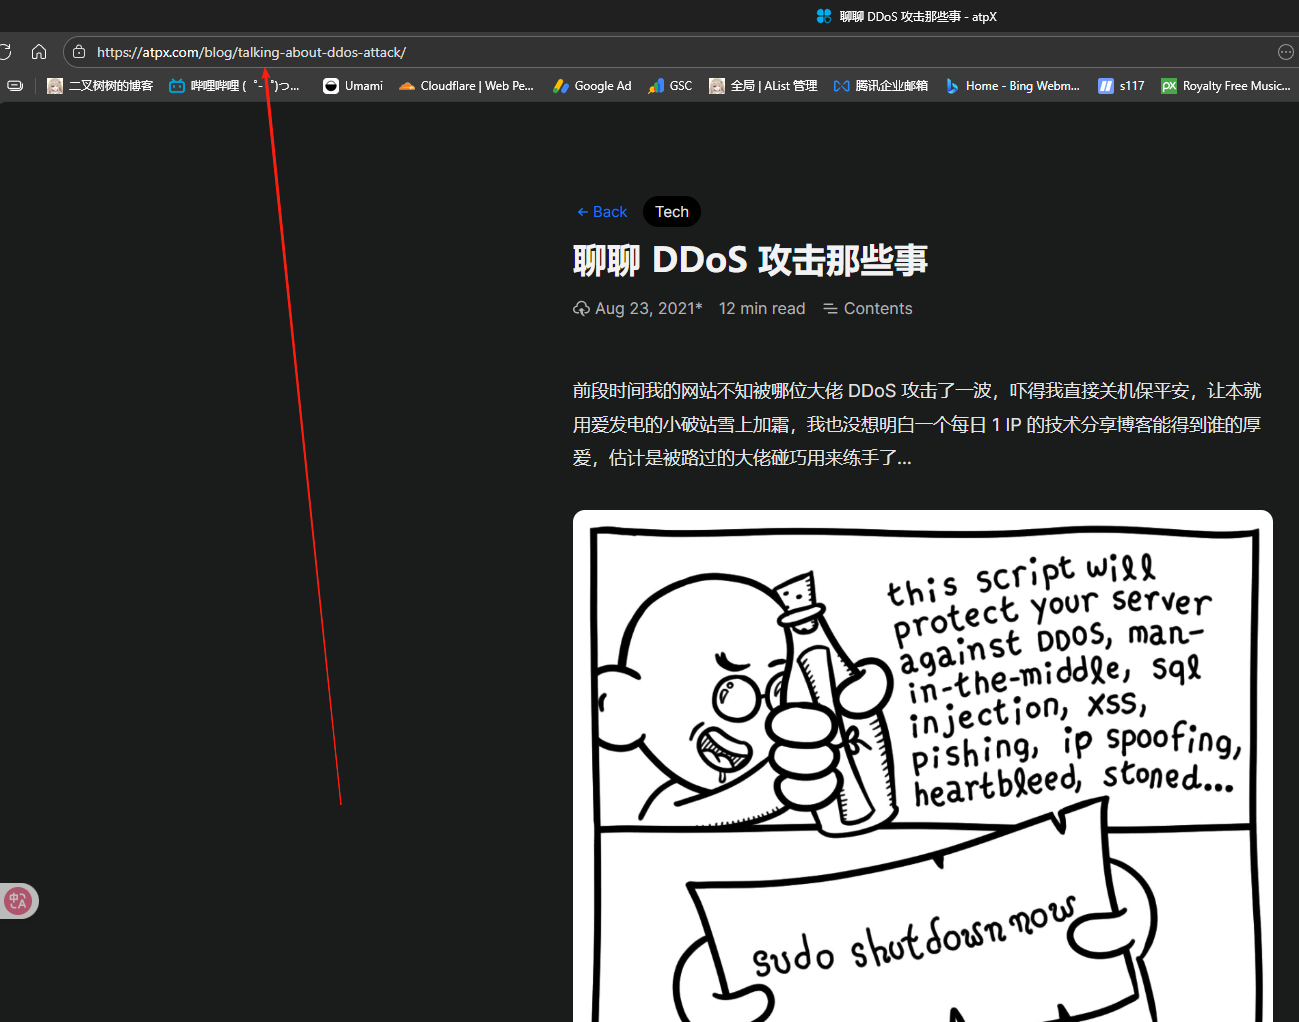 聊聊 DDoS 攻击那些事 - atpX
https://atpx.com/blog/talking-about-ddos-attack/
二叉树树的博客
哔哩哔哩 ( ゜- ゜)つ...
Umami
Cloudflare | Web Pe...
Google Ad
GSC
全局 | AList 管理
腾讯企业邮箱
Home - Bing Webm...
s117
Royalty Free Music...
← Back
Tech
聊聊 DDoS 攻击那些事
Aug 23, 2021* 12 min read Contents
前段时间我的网站不知被哪位大佬 DDoS 攻击了一波，吓得我直接关机保平安，让本就
用爱发电的小破站雪上加霜，我也没想明白一个每日 1 IP 的技术分享博客能得到谁的厚
爱，估计是被路过的大佬碰巧用来练手了...
this script will
protect your server
against DDOS, man-
in-the-middle, sql
injection, xss,
pishing, ip spoofing,
heartbleed, stoned...
sudo shutdown now